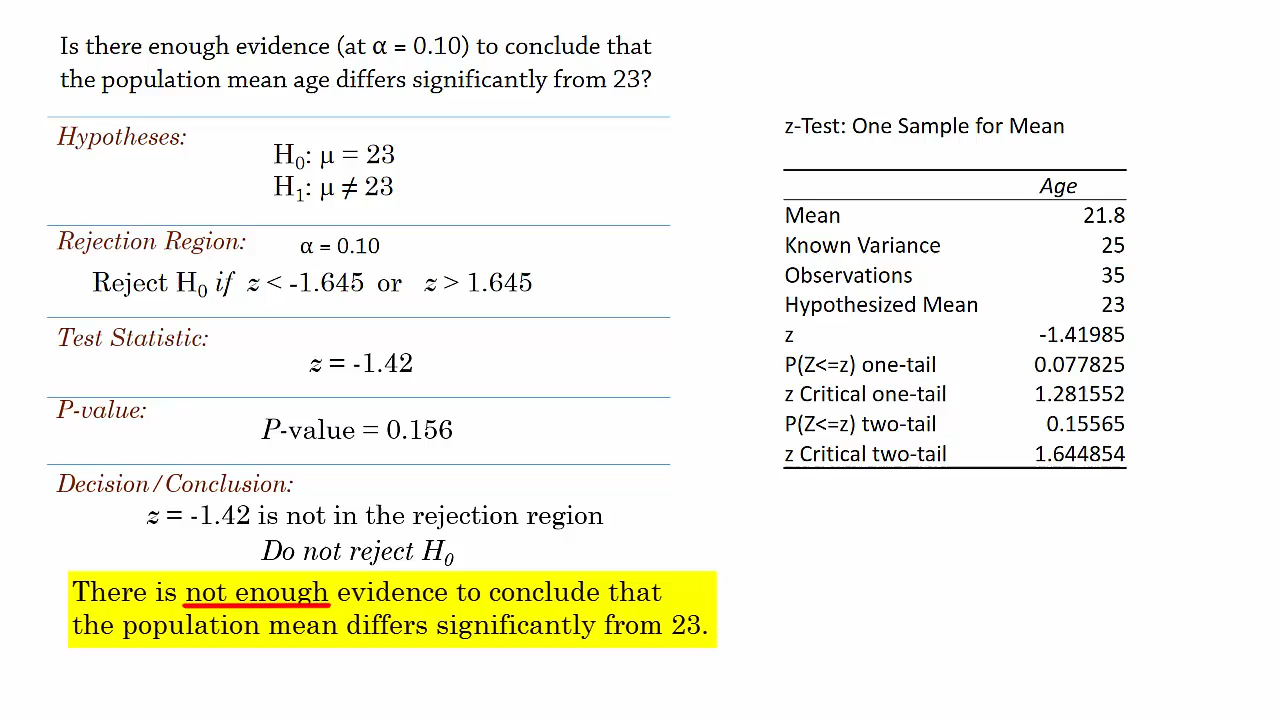 Is there enough evidence (at α = 0.10) to conclude that
the population mean age differs significantly from 23?
Hypotheses:
H₀: μ = 23
H₁: μ ≠ 23
Rejection Region:
α = 0.10
Reject H₀ if z < -1.645 or z > 1.645
Test Statistic:
z = -1.42
P-value:
P-value = 0.156
Decision/Conclusion:
z = -1.42 is not in the rejection region
Do not reject H₀
There is not enough evidence to conclude that
the population mean differs significantly from 23.
z-Test: One Sample for Mean
Age
Mean 21.8
Known Variance 25
Observations 35
Hypothesized Mean 23
z -1.41985
P(Z<=z) one-tail 0.077825
z Critical one-tail 1.281552
P(Z<=z) two-tail 0.15565
z Critical two-tail 1.644854